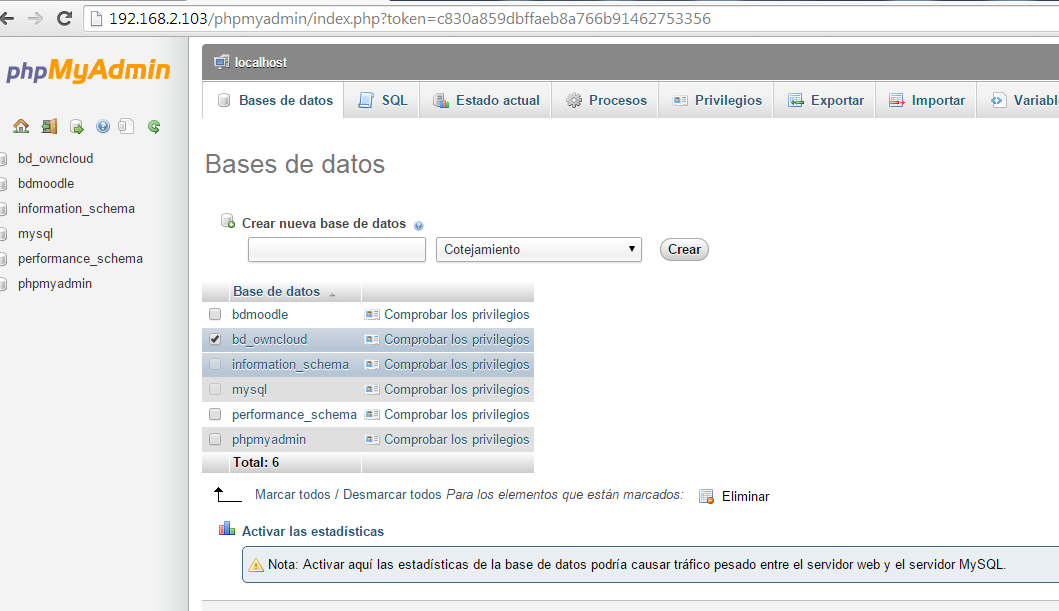 192.168.2.103/phpmyadmin/index.php?token=c830a859dbffaeb8a766b91462753356
phpMyAdmin
bd_owncloud
bdmoodle
information_schema
mysql
performance_schema
phpmyadmin
localhost
Bases de datos SQL Estado actual Procesos Privilegios Exportar Importar Variabl
Bases de datos
Crear nueva base de datos
Cotejamiento Crear
Base de datos
bdmoodle Comprobar los privilegios
bd_owncloud Comprobar los privilegios
information_schema Comprobar los privilegios
mysql Comprobar los privilegios
performance_schema Comprobar los privilegios
phpmyadmin Comprobar los privilegios
Total: 6
Marcar todos / Desmarcar todos Para los elementos que están marcados: Eliminar
Activar las estadísticas
Nota: Activar aquí las estadísticas de la base de datos podría causar tráfico pesado entre el servidor web y el servidor MySQL.